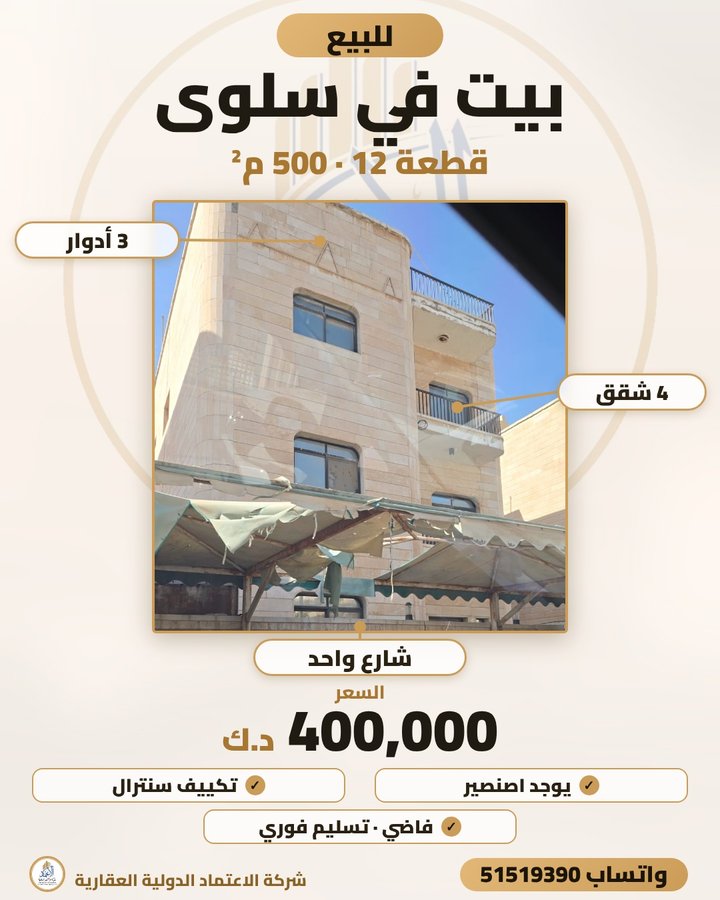 للبيع
بيت في سلوى
قطعة 12 · 500 م²
3 أدوار
4 شقق
شارع واحد
السعر
400,000 د.ك
✓ يوجد اصنصير
✓ تكييف سنترال
✓ فاضي · تسليم فوري
واتساب 51519390
شركة الاعتماد الدولية العقارية